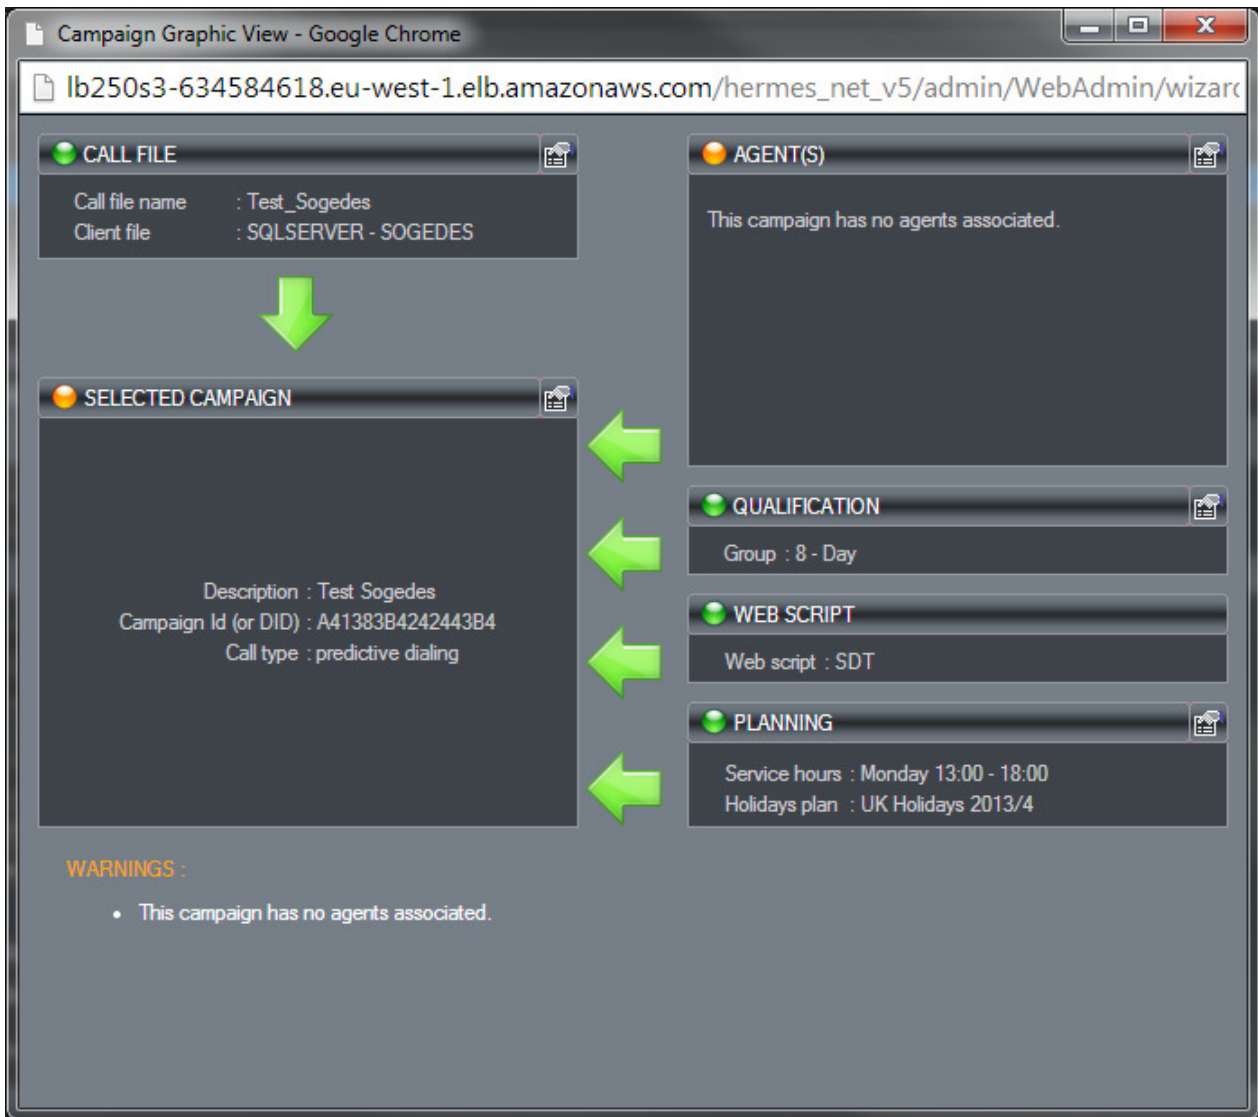 Campaign Graphic View - Google Chrome
lb250s3-634584618.eu-west-1.elb.amazonaws.com/hermes_net_v5/admin/WebAdmin/wizard
CALL FILE
Call file name : Test_Sogedes
Client file : SQLSERVER - SOGEDES
AGENT(S)
This campaign has no agents associated.
SELECTED CAMPAIGN
Description : Test Sogedes
Campaign Id (or DID) : A41383B4242443B4
Call type : predictive dialing
QUALIFICATION
Group : 8 - Day
WEB SCRIPT
Web script : SDT
PLANNING
Service hours : Monday 13:00 - 18:00
Holidays plan : UK Holidays 2013/4
WARNINGS :
• This campaign has no agents associated.